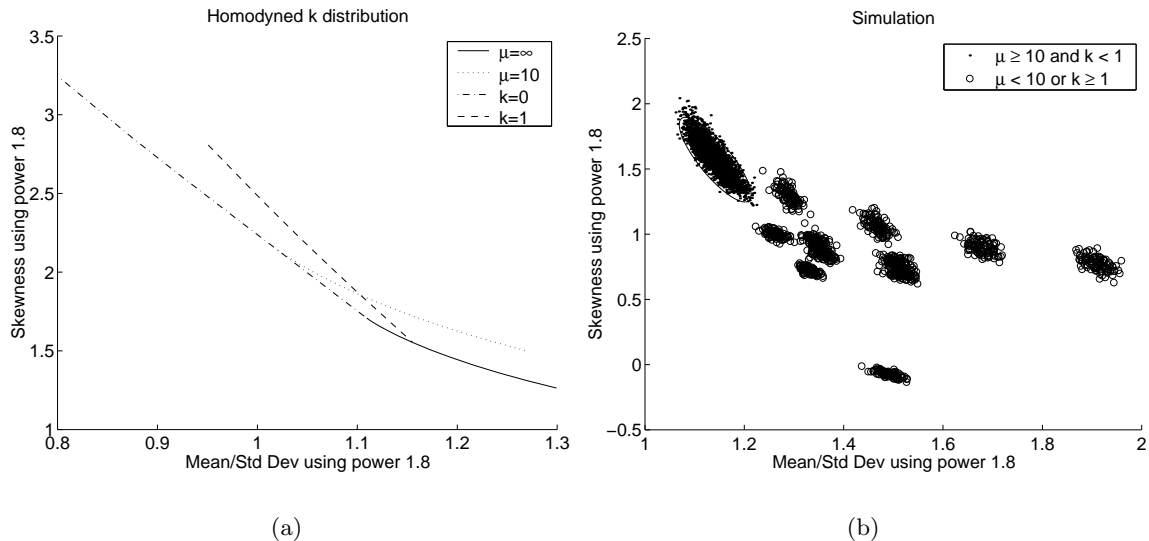 Homodyned k distribution
3.5
3
2.5
2
1.5
1
Skewness using power 1.8
0.8 0.9 1 1.1 1.2 1.3
Mean/Std Dev using power 1.8
μ=∞
μ=10
k=0
k=1
(a)
Simulation
2.5
2
1.5
1
0.5
0
−0.5
Skewness using power 1.8
1 1.2 1.4 1.6 1.8 2
Mean/Std Dev using power 1.8
μ ≥ 10 and k < 1
μ < 10 or k ≥ 1
(b)